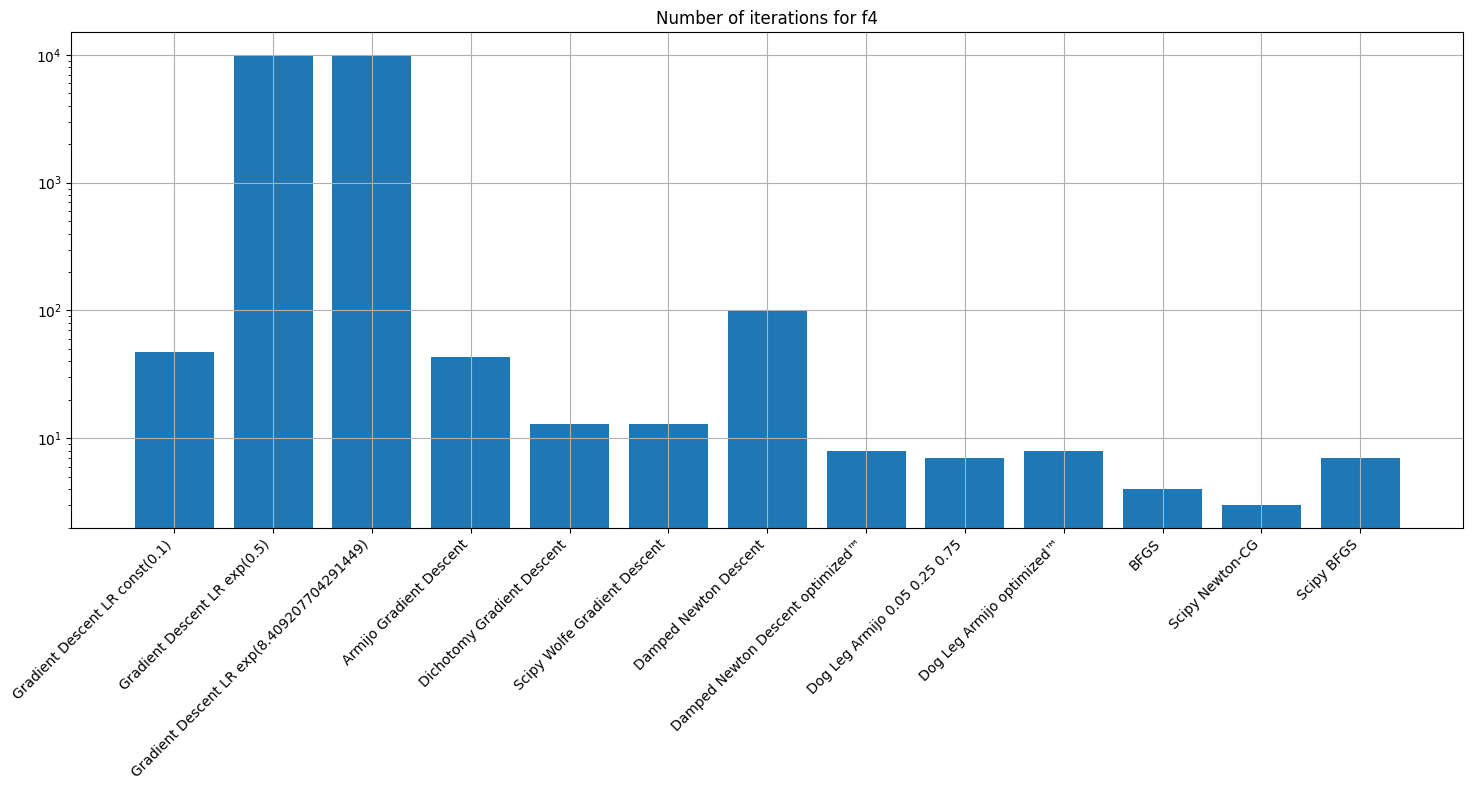 Number of iterations for f4
10⁴
10³
10²
10¹
Gradient Descent LR const(0.1)
Gradient Descent LR exp(0.5)
Gradient Descent LR exp(8.409207704291449)
Armijo Gradient Descent
Dichotomy Gradient Descent
Scipy Wolfe Gradient Descent
Damped Newton Descent
Damped Newton Descent optimized™
Dog Leg Armijo 0.05 0.25 0.75
Dog Leg Armijo optimized™
BFGS
Scipy Newton-CG
Scipy BFGS